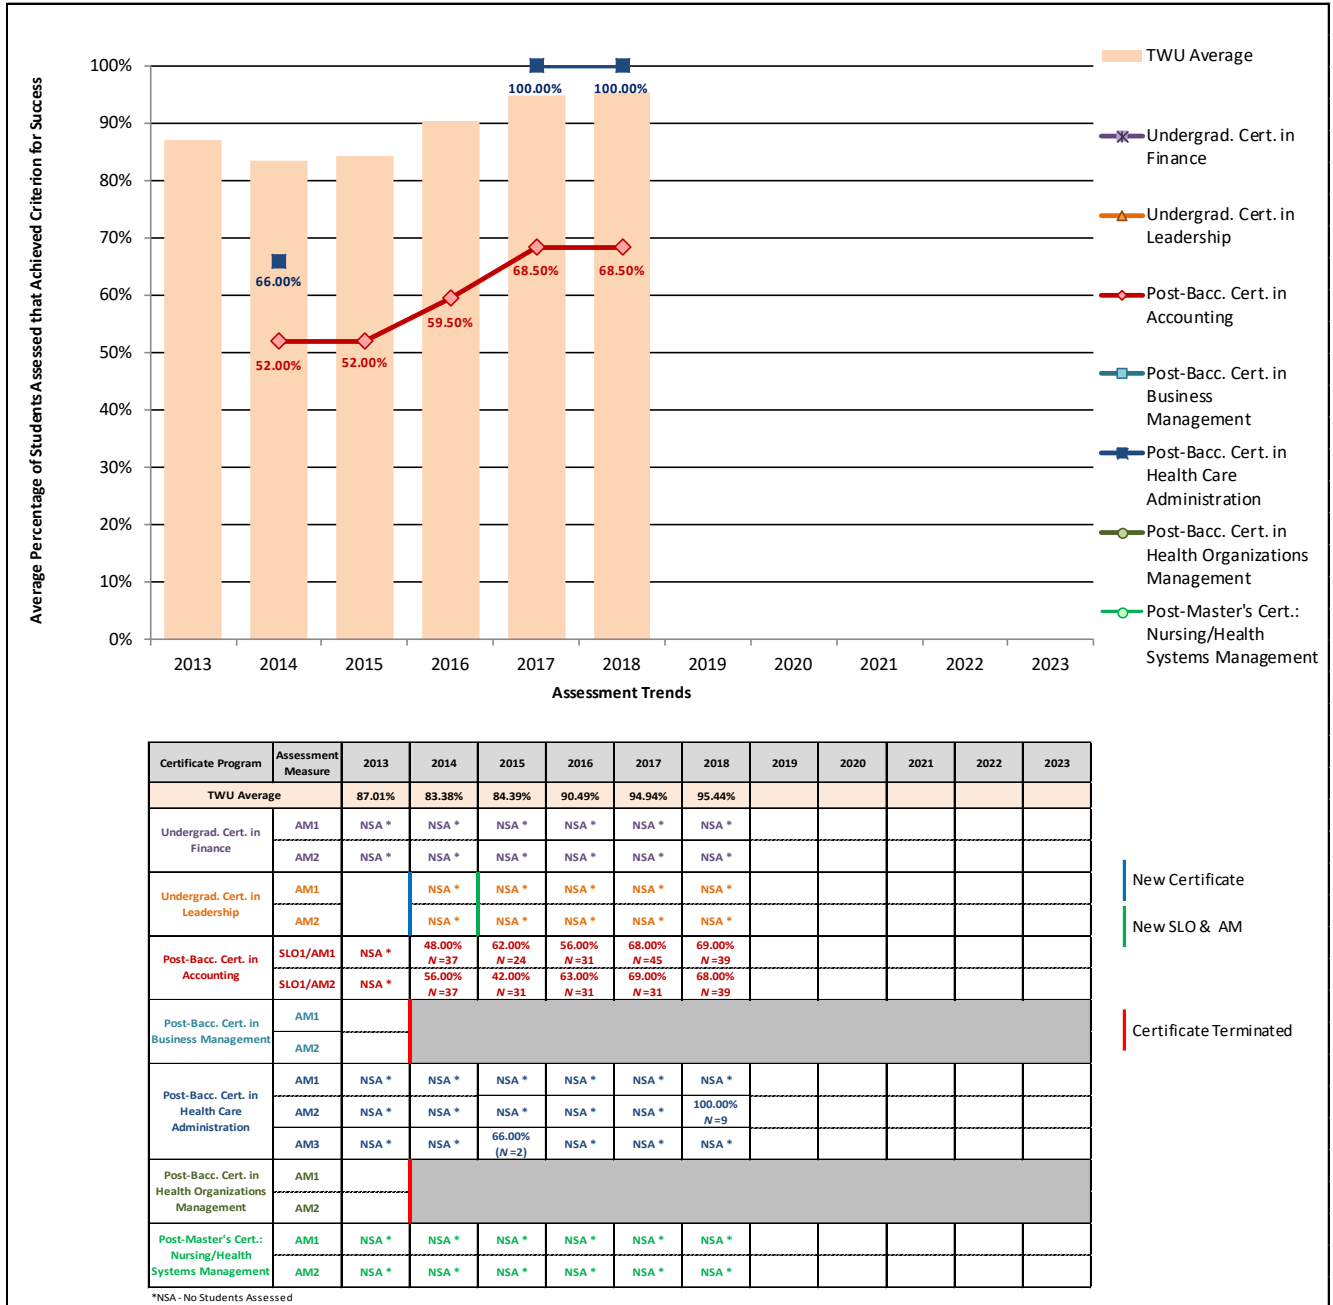 Average Percentage of Students Assessed that Achieved Criterion for Success
100%
90%
80%
70%
60%
50%
40%
30%
20%
10%
0%
66.00%
100.00%
100.00%
52.00%
52.00%
59.50%
68.50%
68.50%
2013 2014 2015 2016 2017 2018 2019 2020 2021 2022 2023
Assessment Trends
TWU Average
Undergrad. Cert. in
Finance
Undergrad. Cert. in
Leadership
Post-Bacc. Cert. in
Accounting
Post-Bacc. Cert. in
Business
Management
Post-Bacc. Cert. in
Health Care
Administration
Post-Bacc. Cert. in
Health Organizations
Management
Post-Master's Cert.:
Nursing/Health
Systems Management
Certificate Program Assessment Measure 2013 2014 2015 2016 2017 2018 2019 2020 2021 2022 2023
TWU Average 87.01% 83.38% 84.39% 90.49% 94.94% 95.44%
Undergrad. Cert. in
Finance
AM1 NSA * NSA * NSA * NSA * NSA * NSA *
AM2 NSA * NSA * NSA * NSA * NSA * NSA *
Undergrad. Cert. in
Leadership
AM1 NSA * NSA * NSA * NSA * NSA *
AM2 NSA * NSA * NSA * NSA * NSA *
Post-Bacc. Cert. in
Accounting
SLO1/AM1 NSA * 48.00% 62.00% 56.00% 68.00% 69.00%
N=37 N=24 N=31 N=45 N=39
SLO1/AM2 NSA * 56.00% 42.00% 63.00% 69.00% 68.00%
N=37 N=31 N=31 N=31 N=39
Post-Bacc. Cert. in
Business Management
AM1
AM2
Post-Bacc. Cert. in
Health Care
Administration
AM1 NSA * NSA * NSA * NSA * NSA * NSA *
AM2 NSA * NSA * NSA * NSA * NSA * 100.00%
N=9
AM3 NSA * NSA * 66.00% NSA * NSA * NSA *
(N=2)
Post-Bacc. Cert. in
Health Organizations
Management
AM1
AM2
Post-Master's Cert.:
Nursing/Health
Systems Management
AM1 NSA * NSA * NSA * NSA * NSA * NSA *
AM2 NSA * NSA * NSA * NSA * NSA * NSA *
*NSA - No Students Assessed
New Certificate
New SLO & AM
Certificate Terminated